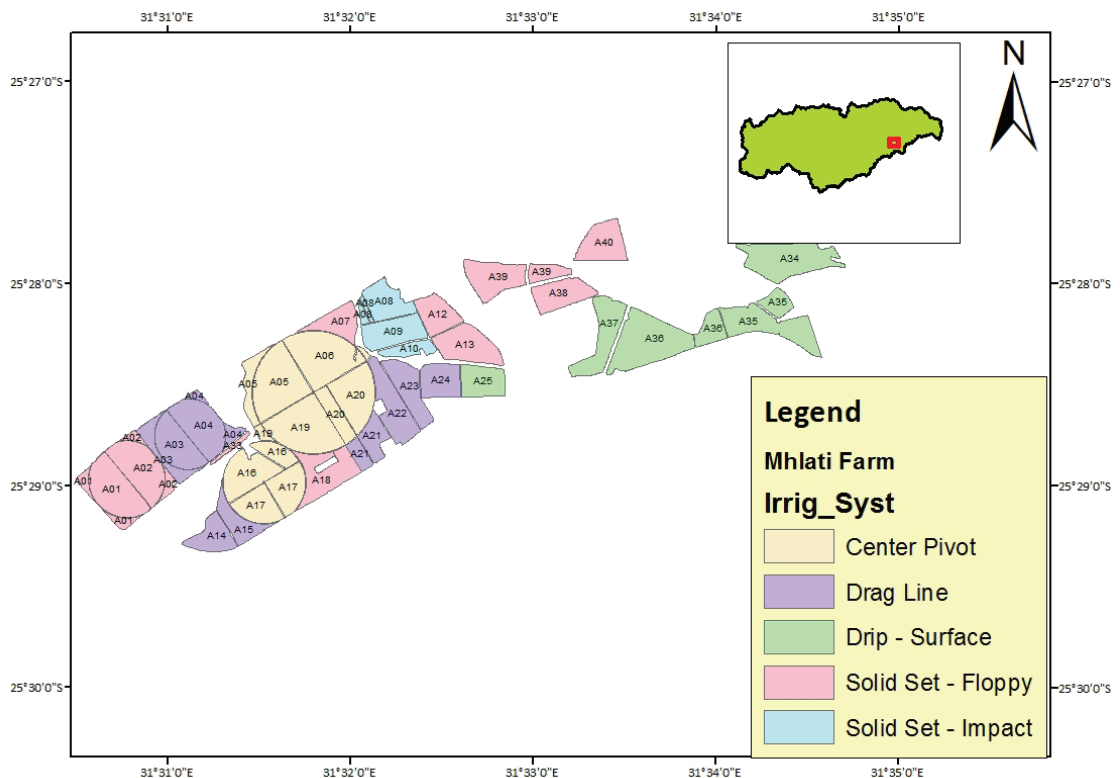 31°31'0"E 31°32'0"E 31°33'0"E 31°34'0"E 31°35'0"E
25°27'0"S 25°27'0"S
N
A40
A34
25°28'0"S 25°28'0"S
A39 A39
A38
A08 A08
A08
A07 A09 A12
A10 A13
A37 A36 A36 A35 A35
A06
A05 A05
A23 A24 A25
A20
A20 A22
A19 A19
A21
A21
A04
A04 A04
A03
A03
A33
A02
A02
A02
A01 A01
A01
A16
A16
A17
A17
A18
A14 A15
25°29'0"S 25°29'0"S
25°30'0"S 25°30'0"S
Legend
Mhlati Farm
Irrig_Syst
Center Pivot
Drag Line
Drip - Surface
Solid Set - Floppy
Solid Set - Impact
31°31'0"E 31°32'0"E 31°33'0"E 31°34'0"E 31°35'0"E